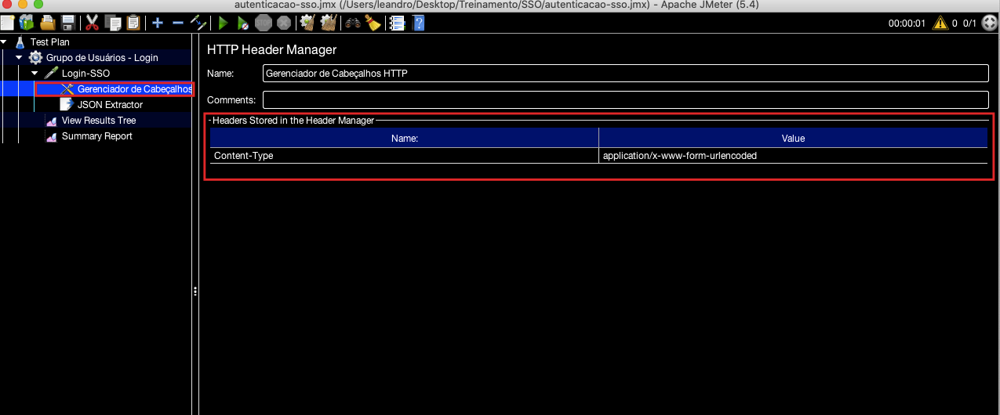 autenticacao-sso.jmx (/Users/leandro/Desktop/Treinamento/SSO/autenticacao-sso.jmx) - Apache JMeter (5.4)
STOP
00:00:01 0 0/1
Test Plan
Grupo de Usuários - Login
Login-SSO
Gerenciador de Cabeçalhos
JSON Extractor
View Results Tree
Summary Report
HTTP Header Manager
Name: Gerenciador de Cabeçalhos HTTP
Comments:
Headers Stored in the Header Manager
Name: Value
Content-Type application/x-www-form-urlencoded